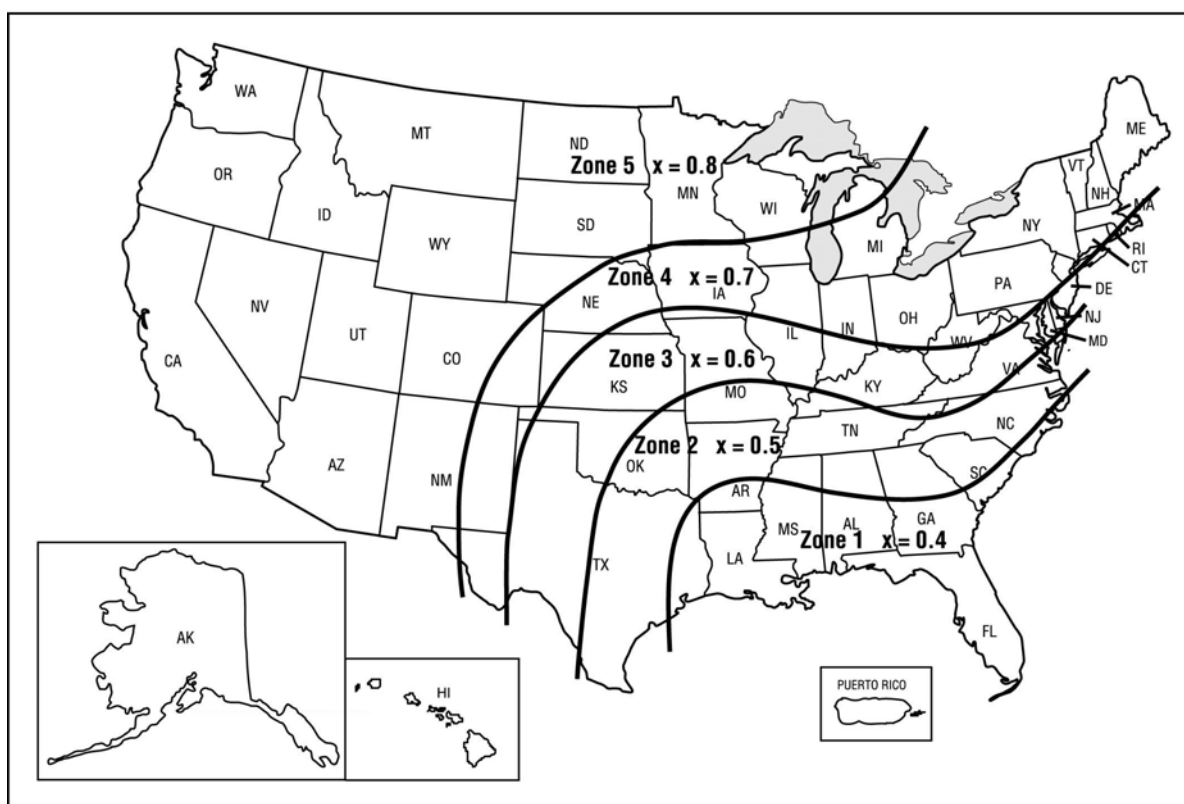 WA
MT
ND
ME
Zone 5 x = 0.8
VT
OR
MN
NH
MA
ID
WI
SD
NY
WY
MI
RI
CT
Zone 4 x = 0.7
PA
DE
IA
NE
NV
OH
NJ
IL
IN
UT
WV
MD
CO
CA
Zone 3 x = 0.6
VA
KS
KY
MO
NC
TN
Zone 2 x = 0.5
AZ
OK
SC
NM
AR
GA
MS
AL
Zone 1 x = 0.4
LA
TX
AK
FL
HI
PUERTO RICO